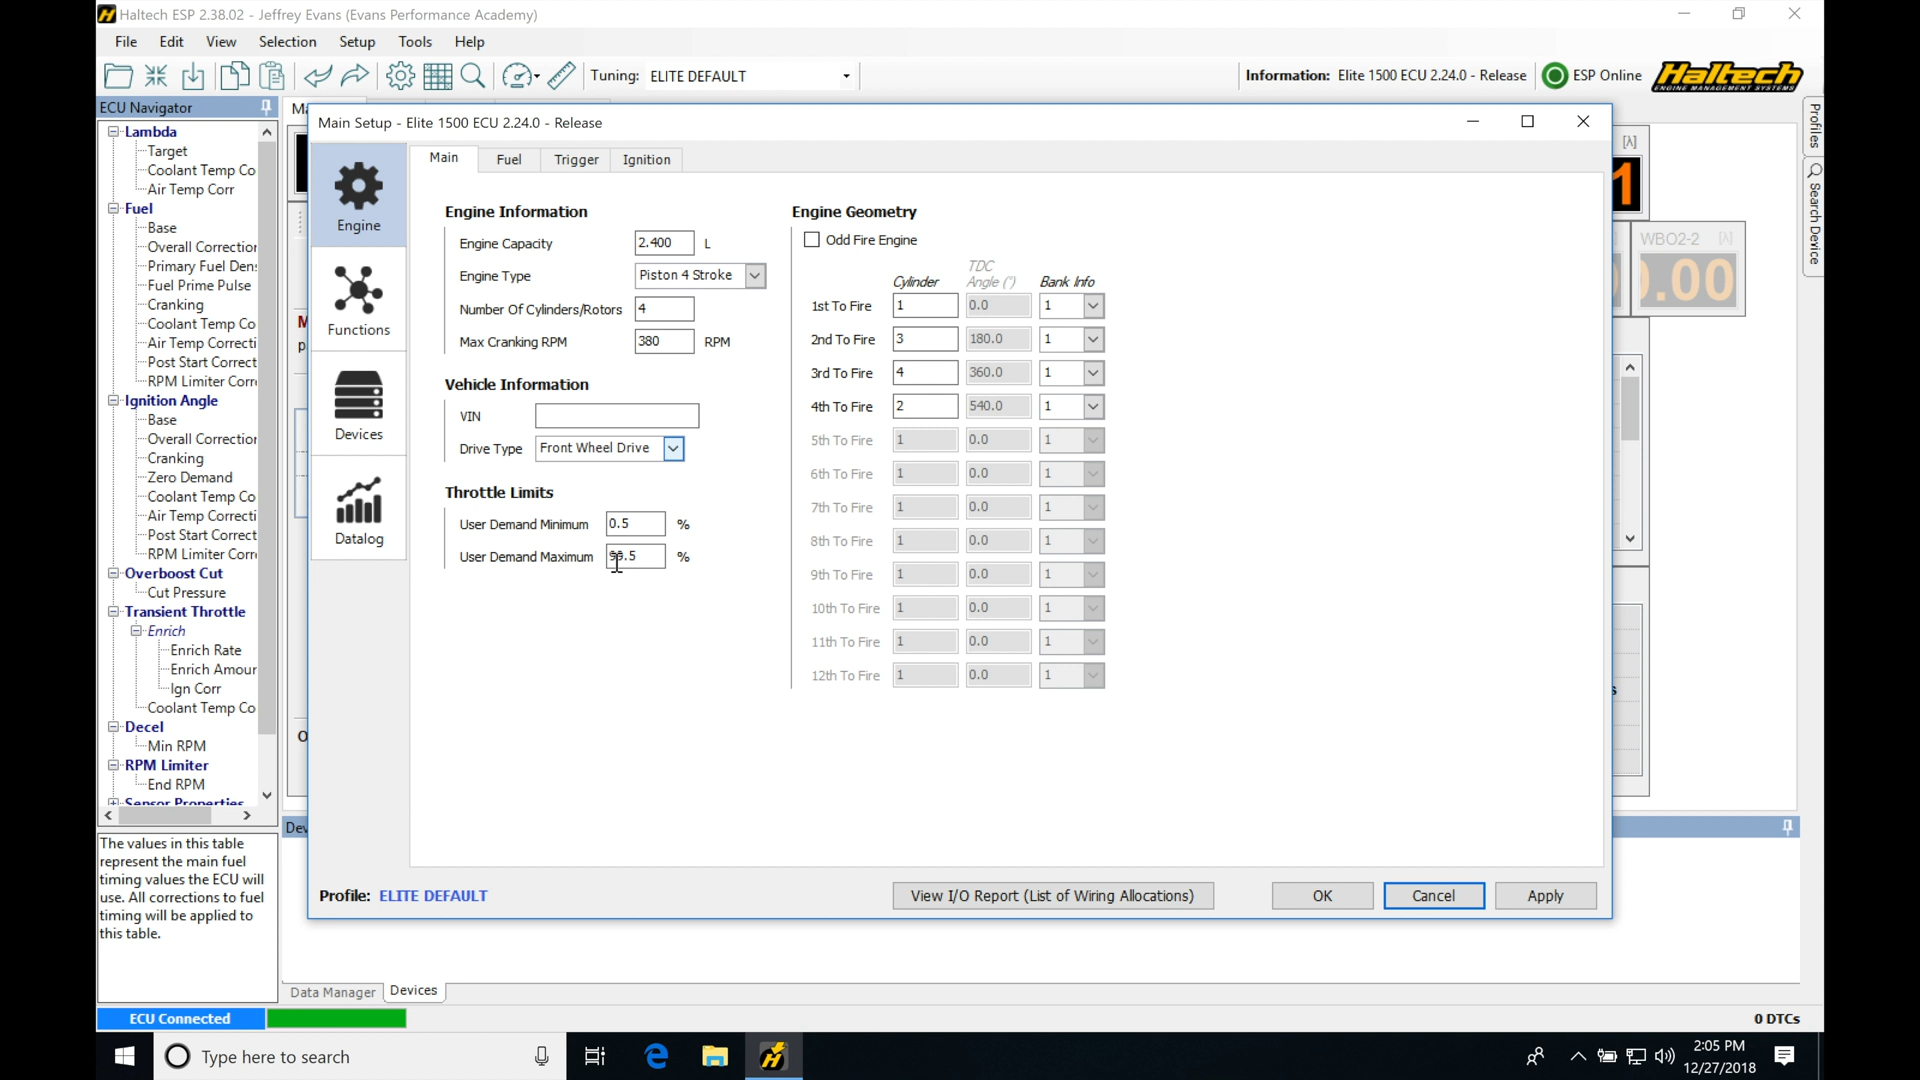 Haltech ESP 2.38.02 - Jeffrey Evans (Evans Performance Academy)
File Edit View Selection Setup Tools Help
Tuning: ELITE DEFAULT
Information: Elite 1500 ECU 2.24.0 - Release
ESP Online
Haltech
ENGINE MANAGEMENT SYSTEMS
ECU Navigator
Lambda
Target
Coolant Temp Co
Air Temp Corr
Fuel
Base
Overall Correction
Primary Fuel Den
Fuel Prime Pulse
Cranking
Coolant Temp Co
Air Temp Correcti
Post Start Correct
RPM Limiter Corr
Ignition Angle
Base
Overall Correction
Cranking
Zero Demand
Coolant Temp Co
Air Temp Correcti
Post Start Correct
RPM Limiter Corr
Overboost Cut
Cut Pressure
Transient Throttle
Enrich
Enrich Rate
Enrich Amour
Ign Corr
Coolant Temp Co
Decel
Min RPM
RPM Limiter
End RPM
Sensor Properties
The values in this table
represent the main fuel
timing values the ECU will
use. All corrections to fuel
timing will be applied to
this table.
Main Setup - Elite 1500 ECU 2.24.0 - Release
Engine
Functions
Devices
Datalog
Main Fuel Trigger Ignition
Engine Information
Engine Capacity 2.400 L
Engine Type Piston 4 Stroke
Number Of Cylinders/Rotors 4
Max Cranking RPM 380 RPM
Vehicle Information
VIN
Drive Type Front Wheel Drive
Throttle Limits
User Demand Minimum 0.5 %
User Demand Maximum %
Engine Geometry
Odd Fire Engine
Cylinder TDC Angle (°) Bank Info
1st To Fire 1 0.0 1
2nd To Fire 3 180.0 1
3rd To Fire 4 360.0 1
4th To Fire 2 540.0 1
5th To Fire 1 0.0 1
6th To Fire 1 0.0 1
7th To Fire 1 0.0 1
8th To Fire 1 0.0 1
9th To Fire 1 0.0 1
10th To Fire 1 0.0 1
11th To Fire 1 0.0 1
12th To Fire 1 0.0 1
Profile: ELITE DEFAULT
View I/O Report (List of Wiring Allocations)
OK Cancel Apply
[λ]
1
WBO2-2 [λ]
0.00
Profiles
Search Device
Data Manager Devices
ECU Connected
0 DTCs
Type here to search
2:05 PM
12/27/2018